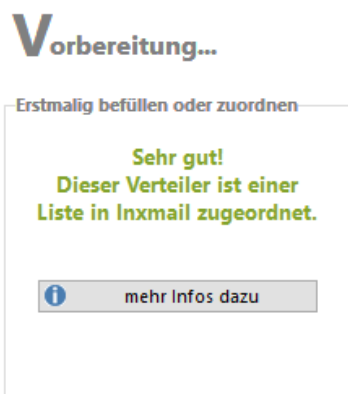 Vorbereitung...
Erstmalig befüllen oder zuordnen
Sehr gut!
Dieser Verteiler ist einer
Liste in Inxmail zugeordnet.
mehr Infos dazu